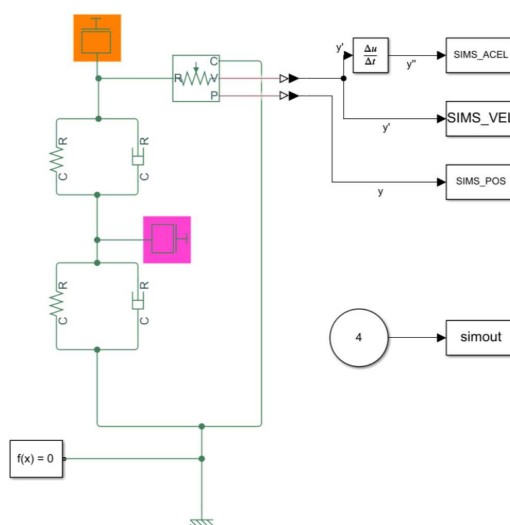 C
R
V
P
y'
Δu
Δt
y''
SIMS_ACEL
SIMS_VEL
y'
SIMS_POS
y
R
R
C
C
R
R
C
C
4
simout
f(x) = 0